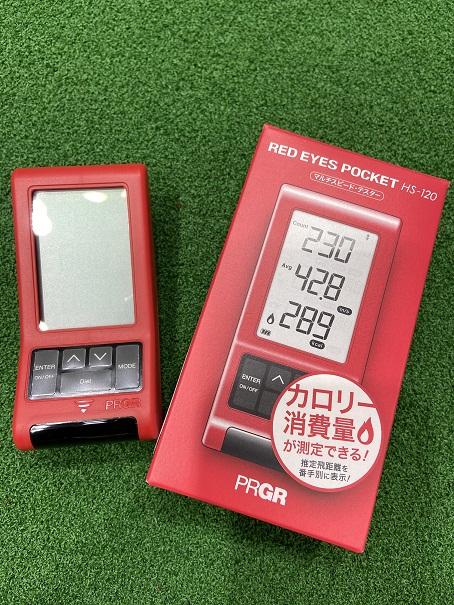 ENTER
ON/OFF
MODE
Dist
PRGR
RED EYES POCKET HS-120
マルチスピード・テスター
Count
230
Avg
42.8
m/s
289
kcal
ENTER
ON/OFF
カロリー
消費量
が測定できる!
推定飛距離を
番手別に表示!
PRGR